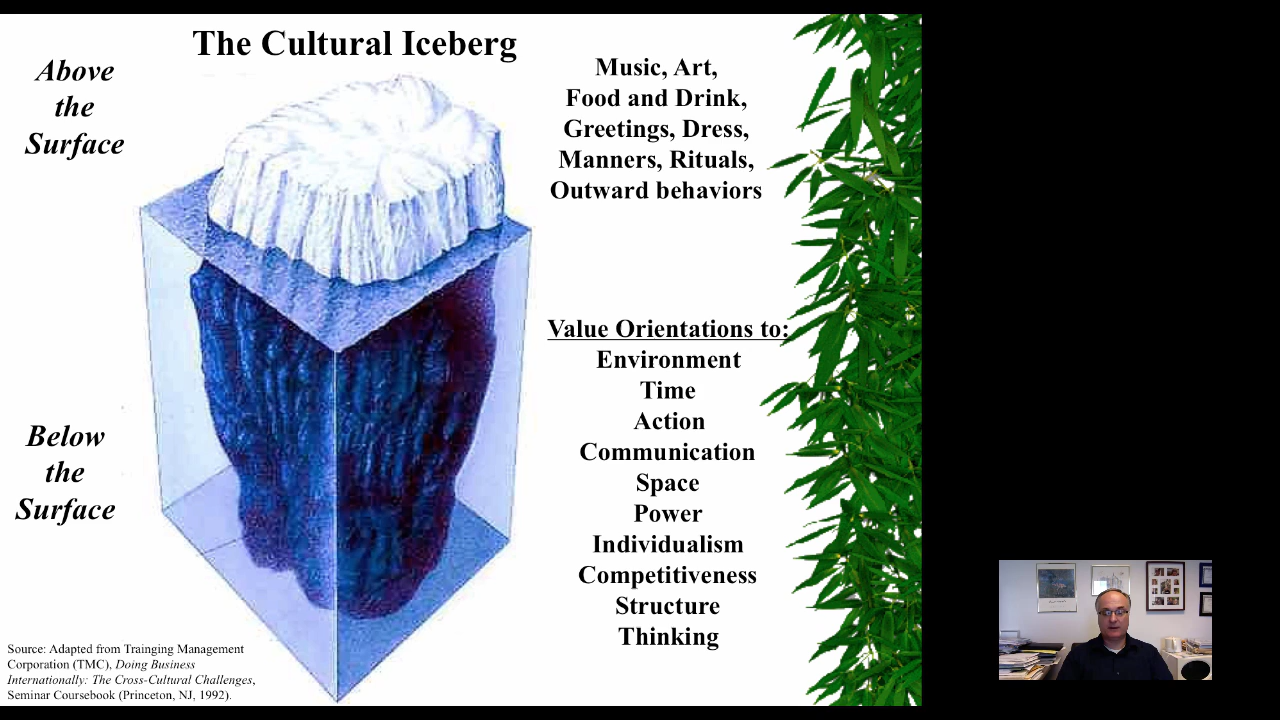 The Cultural Iceberg
Above
the
Surface
Music, Art,
Food and Drink,
Greetings, Dress,
Manners, Rituals,
Outward behaviors
Value Orientations to:
Environment
Time
Action
Communication
Space
Power
Individualism
Competitiveness
Structure
Thinking
Below
the
Surface
Source: Adapted from Trainging Management
Corporation (TMC), Doing Business
Internationally: The Cross-Cultural Challenges,
Seminar Coursebook (Princeton, NJ, 1992).